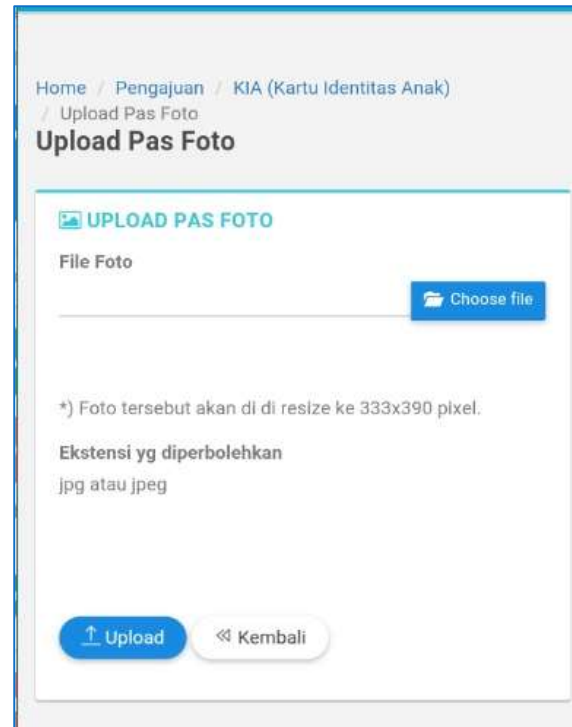 Home / Pengajuan / KIA (Kartu Identitas Anak)
/ Upload Pas Foto
Upload Pas Foto
UPLOAD PAS FOTO
File Foto
Choose file
*) Foto tersebut akan di di resize ke 333x390 pixel.
Ekstensi yg diperbolehkan
jpg atau jpeg
Upload
Kembali